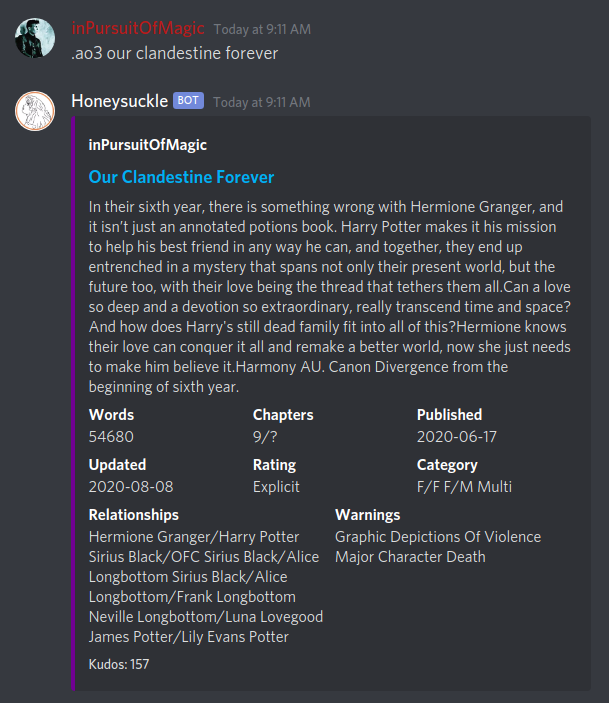 inPursuitOfMagic Today at 9:11 AM
.ao3 our clandestine forever
Honeysuckle BOT Today at 9:11 AM
inPursuitOfMagic
Our Clandestine Forever
In their sixth year, there is something wrong with Hermione Granger, and
it isn't just an annotated potions book. Harry Potter makes it his mission
to help his best friend in any way he can, and together, they end up
entrenched in a mystery that spans not only their present world, but the
future too, with their love being the thread that tethers them all.Can a love
so deep and a devotion so extraordinary, really transcend time and space?
And how does Harry's still dead family fit into all of this?Hermione knows
their love can conquer it all and remake a better world, now she just needs
to make him believe it.Harmony AU. Canon Divergence from the
beginning of sixth year.
Words Chapters Published
54680 9/? 2020-06-17
Updated Rating Category
2020-08-08 Explicit F/F F/M Multi
Relationships Warnings
Hermione Granger/Harry Potter Graphic Depictions Of Violence
Sirius Black/OFC Sirius Black/Alice Major Character Death
Longbottom Sirius Black/Alice
Longbottom/Frank Longbottom
Neville Longbottom/Luna Lovegood
James Potter/Lily Evans Potter
Kudos: 157